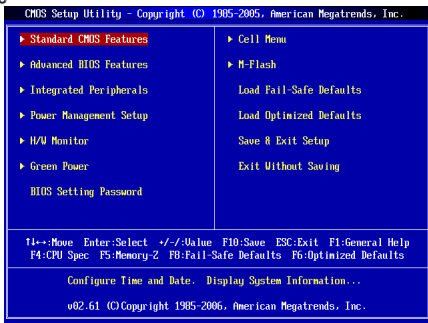 CMOS Setup Utility - Copyright (C) 1985-2005, American Megatrends, Inc.
▶ Standard CMOS Features
▶ Advanced BIOS Features
▶ Integrated Peripherals
▶ Power Management Setup
▶ H/W Monitor
▶ Green Power
BIOS Setting Password
▶ Cell Menu
▶ M-Flash
Load Fail-Safe Defaults
Load Optimized Defaults
Save & Exit Setup
Exit Without Saving
↑↓←→:Move Enter:Select +/-/:Value F10:Save ESC:Exit F1:General Help
F4:CPU Spec F5:Memory-Z F8:Fail-Safe Defaults F6:Optimized Defaults
Configure Time and Date. Display System Information...
v02.61 (C)Copyright 1985-2006, American Megatrends, Inc.